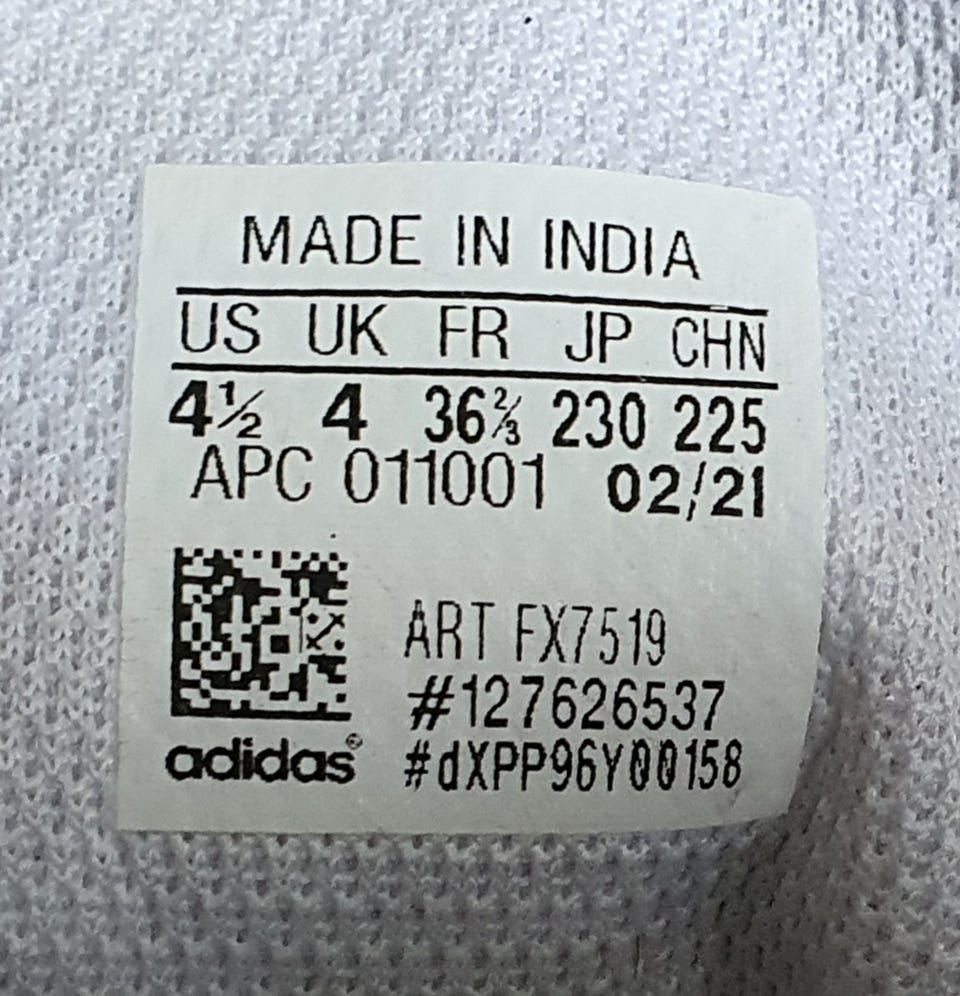 MADE IN INDIA
US UK FR JP CHN
4½ 4 36⅔ 230 225
APC 011001 02/21
ART FX7519
#127626537
adidas® #dXPP96Y00158